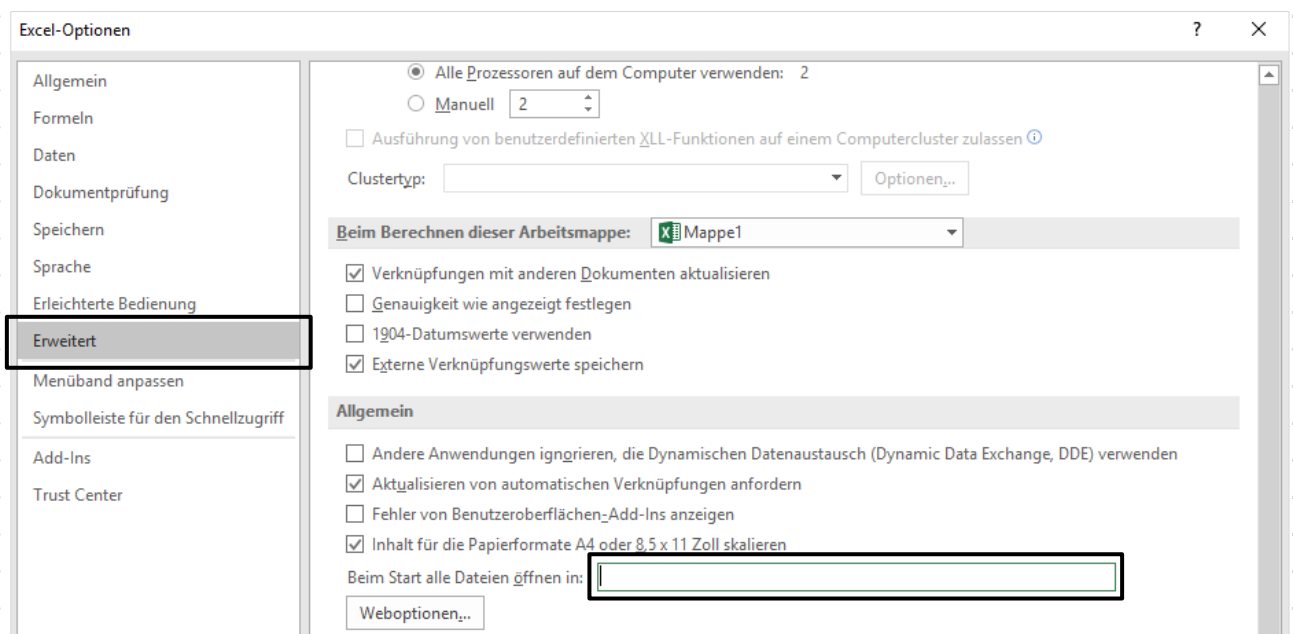 Excel-Optionen ?
Allgemein
Formeln
Daten
Dokumentprüfung
Speichern
Sprache
Erleichterte Bedienung
Erweitert
Menüband anpassen
Symbolleiste für den Schnellzugriff
Add-Ins
Trust Center
Alle Prozessoren auf dem Computer verwenden: 2
Manuell 2
Ausführung von benutzerdefinierten XLL-Funktionen auf einem Computercluster zulassen
Clustertyp: Optionen...
Beim Berechnen dieser Arbeitsmappe: Mappe1
Verknüpfungen mit anderen Dokumenten aktualisieren
Genauigkeit wie angezeigt festlegen
1904-Datumswerte verwenden
Externe Verknüpfungswerte speichern
Allgemein
Andere Anwendungen ignorieren, die Dynamischen Datenaustausch (Dynamic Data Exchange, DDE) verwenden
Aktualisieren von automatischen Verknüpfungen anfordern
Fehler von Benutzeroberflächen-Add-Ins anzeigen
Inhalt für die Papierformate A4 oder 8,5 x 11 Zoll skalieren
Beim Start alle Dateien öffnen in:
Weboptionen...